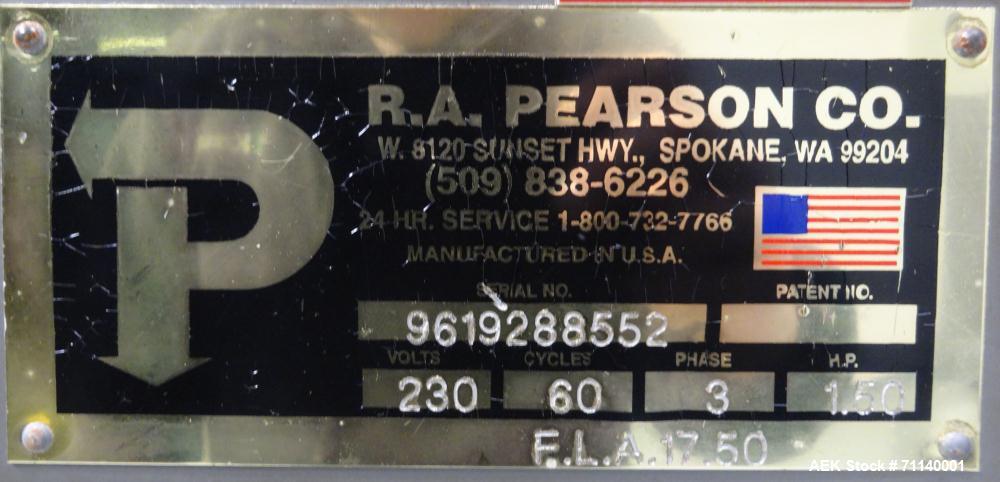 R.A. PEARSON CO.
W. 8120 SUNSET HWY., SPOKANE, WA 99204
(509) 838-6226
24 HR. SERVICE 1-800-732-7766
MANUFACTURED IN U.S.A.
SERIAL NO. PATENT NO.
9619288552
VOLTS CYCLES PHASE H.P.
230 60 3 1.50
F.L.A. 17.50
AEK Stock # 71140001